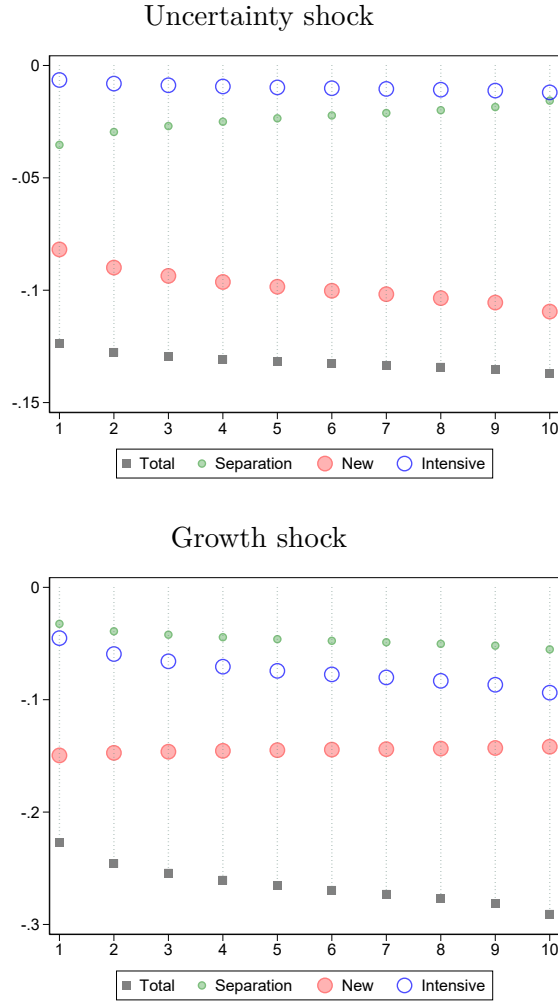 Uncertainty shock
0
-.05
-.1
-.15
1 2 3 4 5 6 7 8 9 10
Total Separation New Intensive
Growth shock
0
-.1
-.2
-.3
1 2 3 4 5 6 7 8 9 10
Total Separation New Intensive